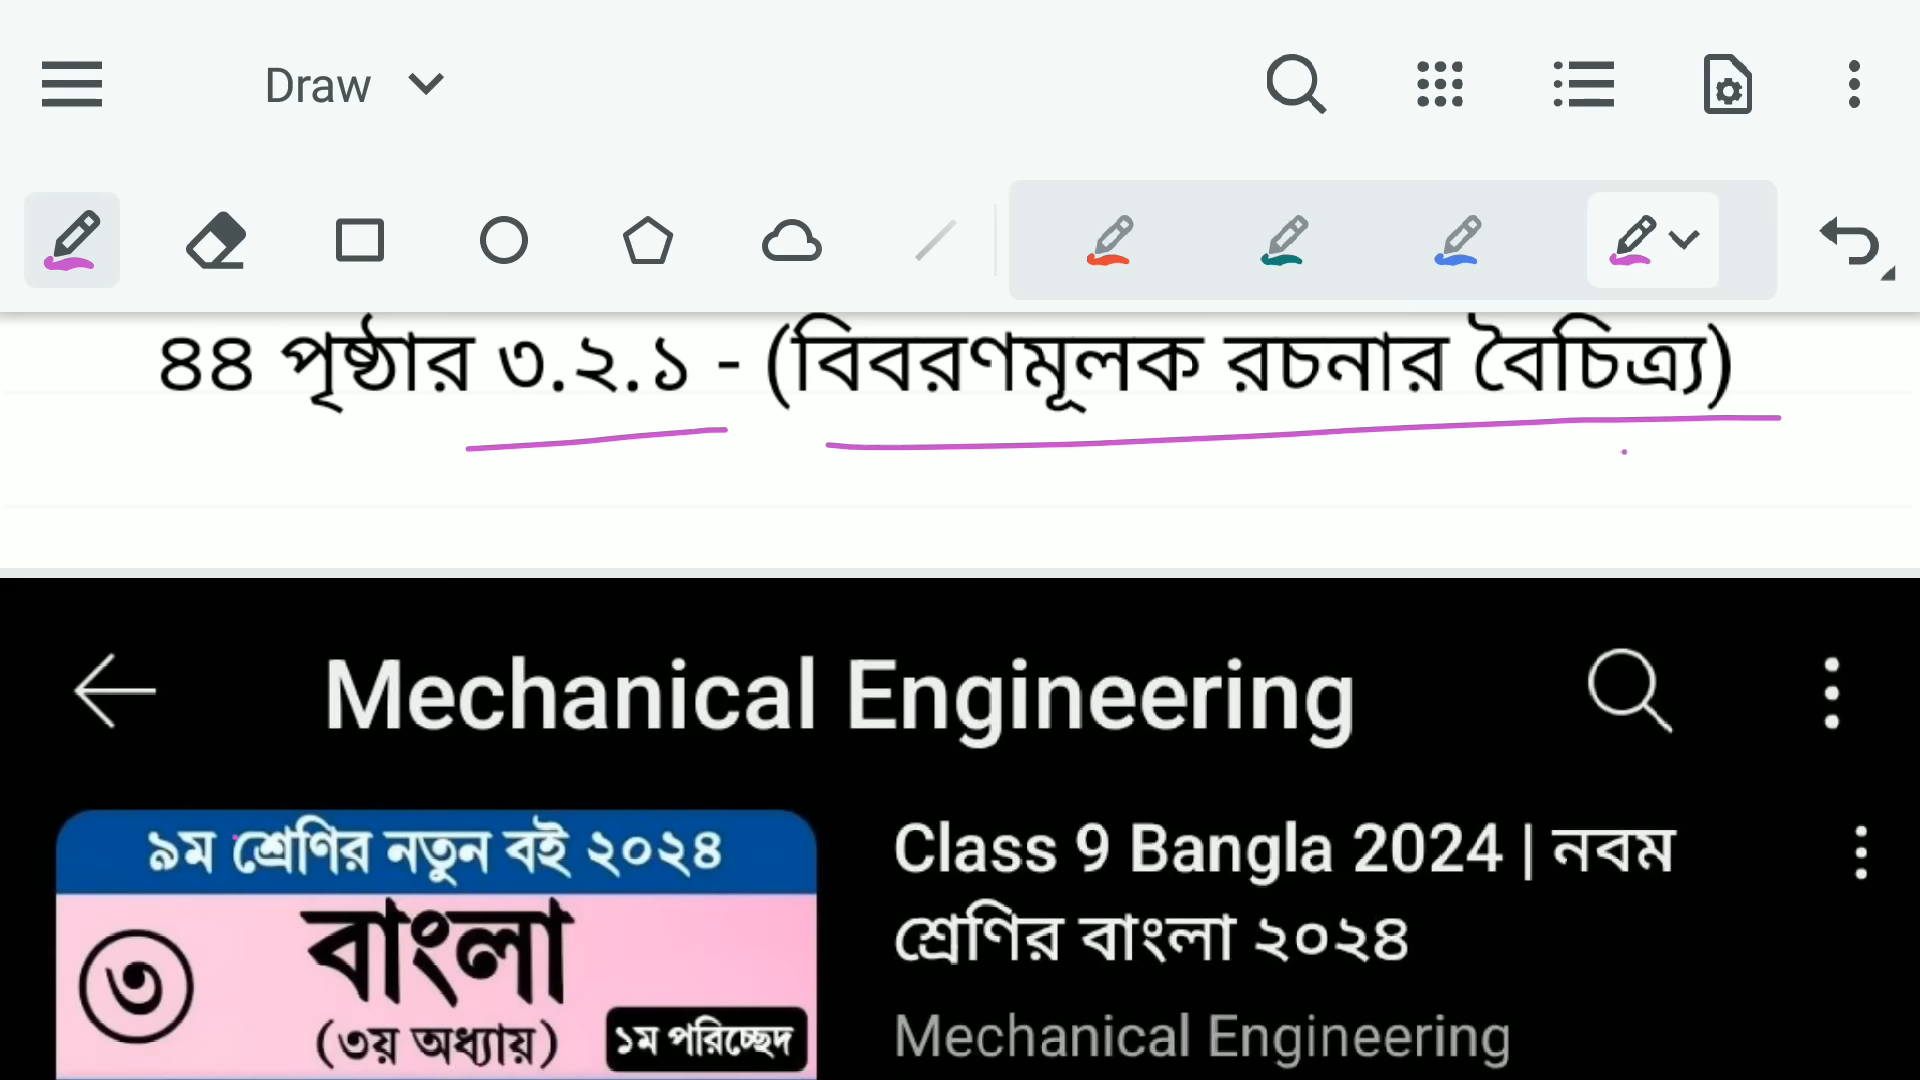 Draw
৪৪ পৃষ্ঠার ৩.২.১ - (বিবরণমূলক রচনার বৈচিত্র্য)
Mechanical Engineering
৯ম শ্রেণির নতুন বই ২০২৪
৩
বাংলা
(৩য় অধ্যায়)
১ম পরিচ্ছেদ
Class 9 Bangla 2024 | নবম
শ্রেণির বাংলা ২০২৪
Mechanical Engineering